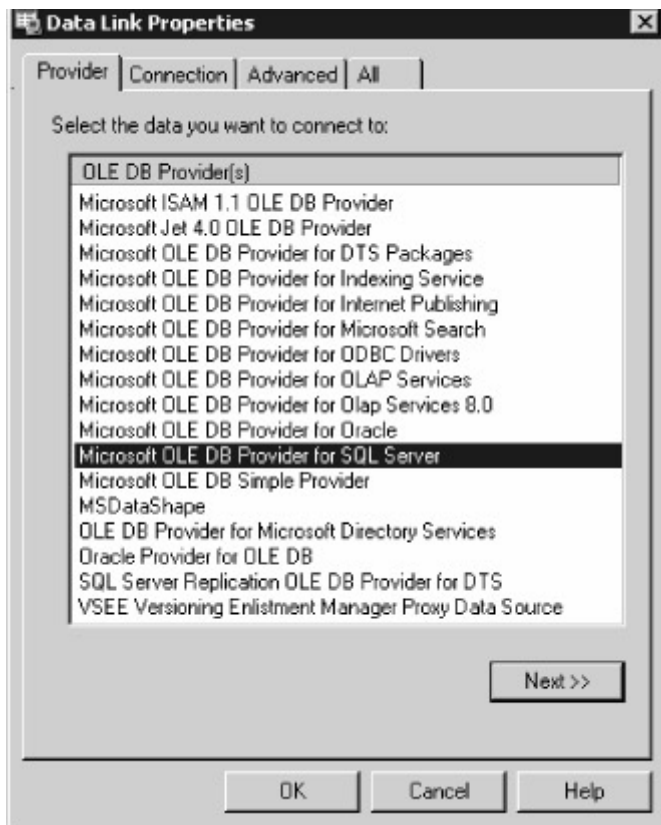 Data Link Properties
Provider Connection Advanced All
Select the data you want to connect to:
OLE DB Provider(s)
Microsoft ISAM 1.1 OLE DB Provider
Microsoft Jet 4.0 OLE DB Provider
Microsoft OLE DB Provider for DTS Packages
Microsoft OLE DB Provider for Indexing Service
Microsoft OLE DB Provider for Internet Publishing
Microsoft OLE DB Provider for Microsoft Search
Microsoft OLE DB Provider for ODBC Drivers
Microsoft OLE DB Provider for OLAP Services
Microsoft OLE DB Provider for Olap Services 8.0
Microsoft OLE DB Provider for Oracle
Microsoft OLE DB Provider for SQL Server
Microsoft OLE DB Simple Provider
MSDataShape
OLE DB Provider for Microsoft Directory Services
Oracle Provider for OLE DB
SQL Server Replication OLE DB Provider for DTS
VSEE Versioning Enlistment Manager Proxy Data Source
Next >>
OK Cancel Help